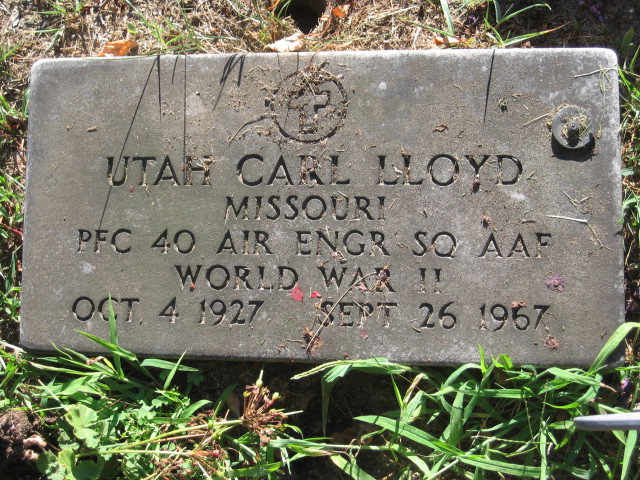 UTAH CARL LLOYD
MISSOURI
PFC 40 AIR ENGR SQ AAF
WORLD WAR II
OCT. 4 1927 SEPT 26 1967